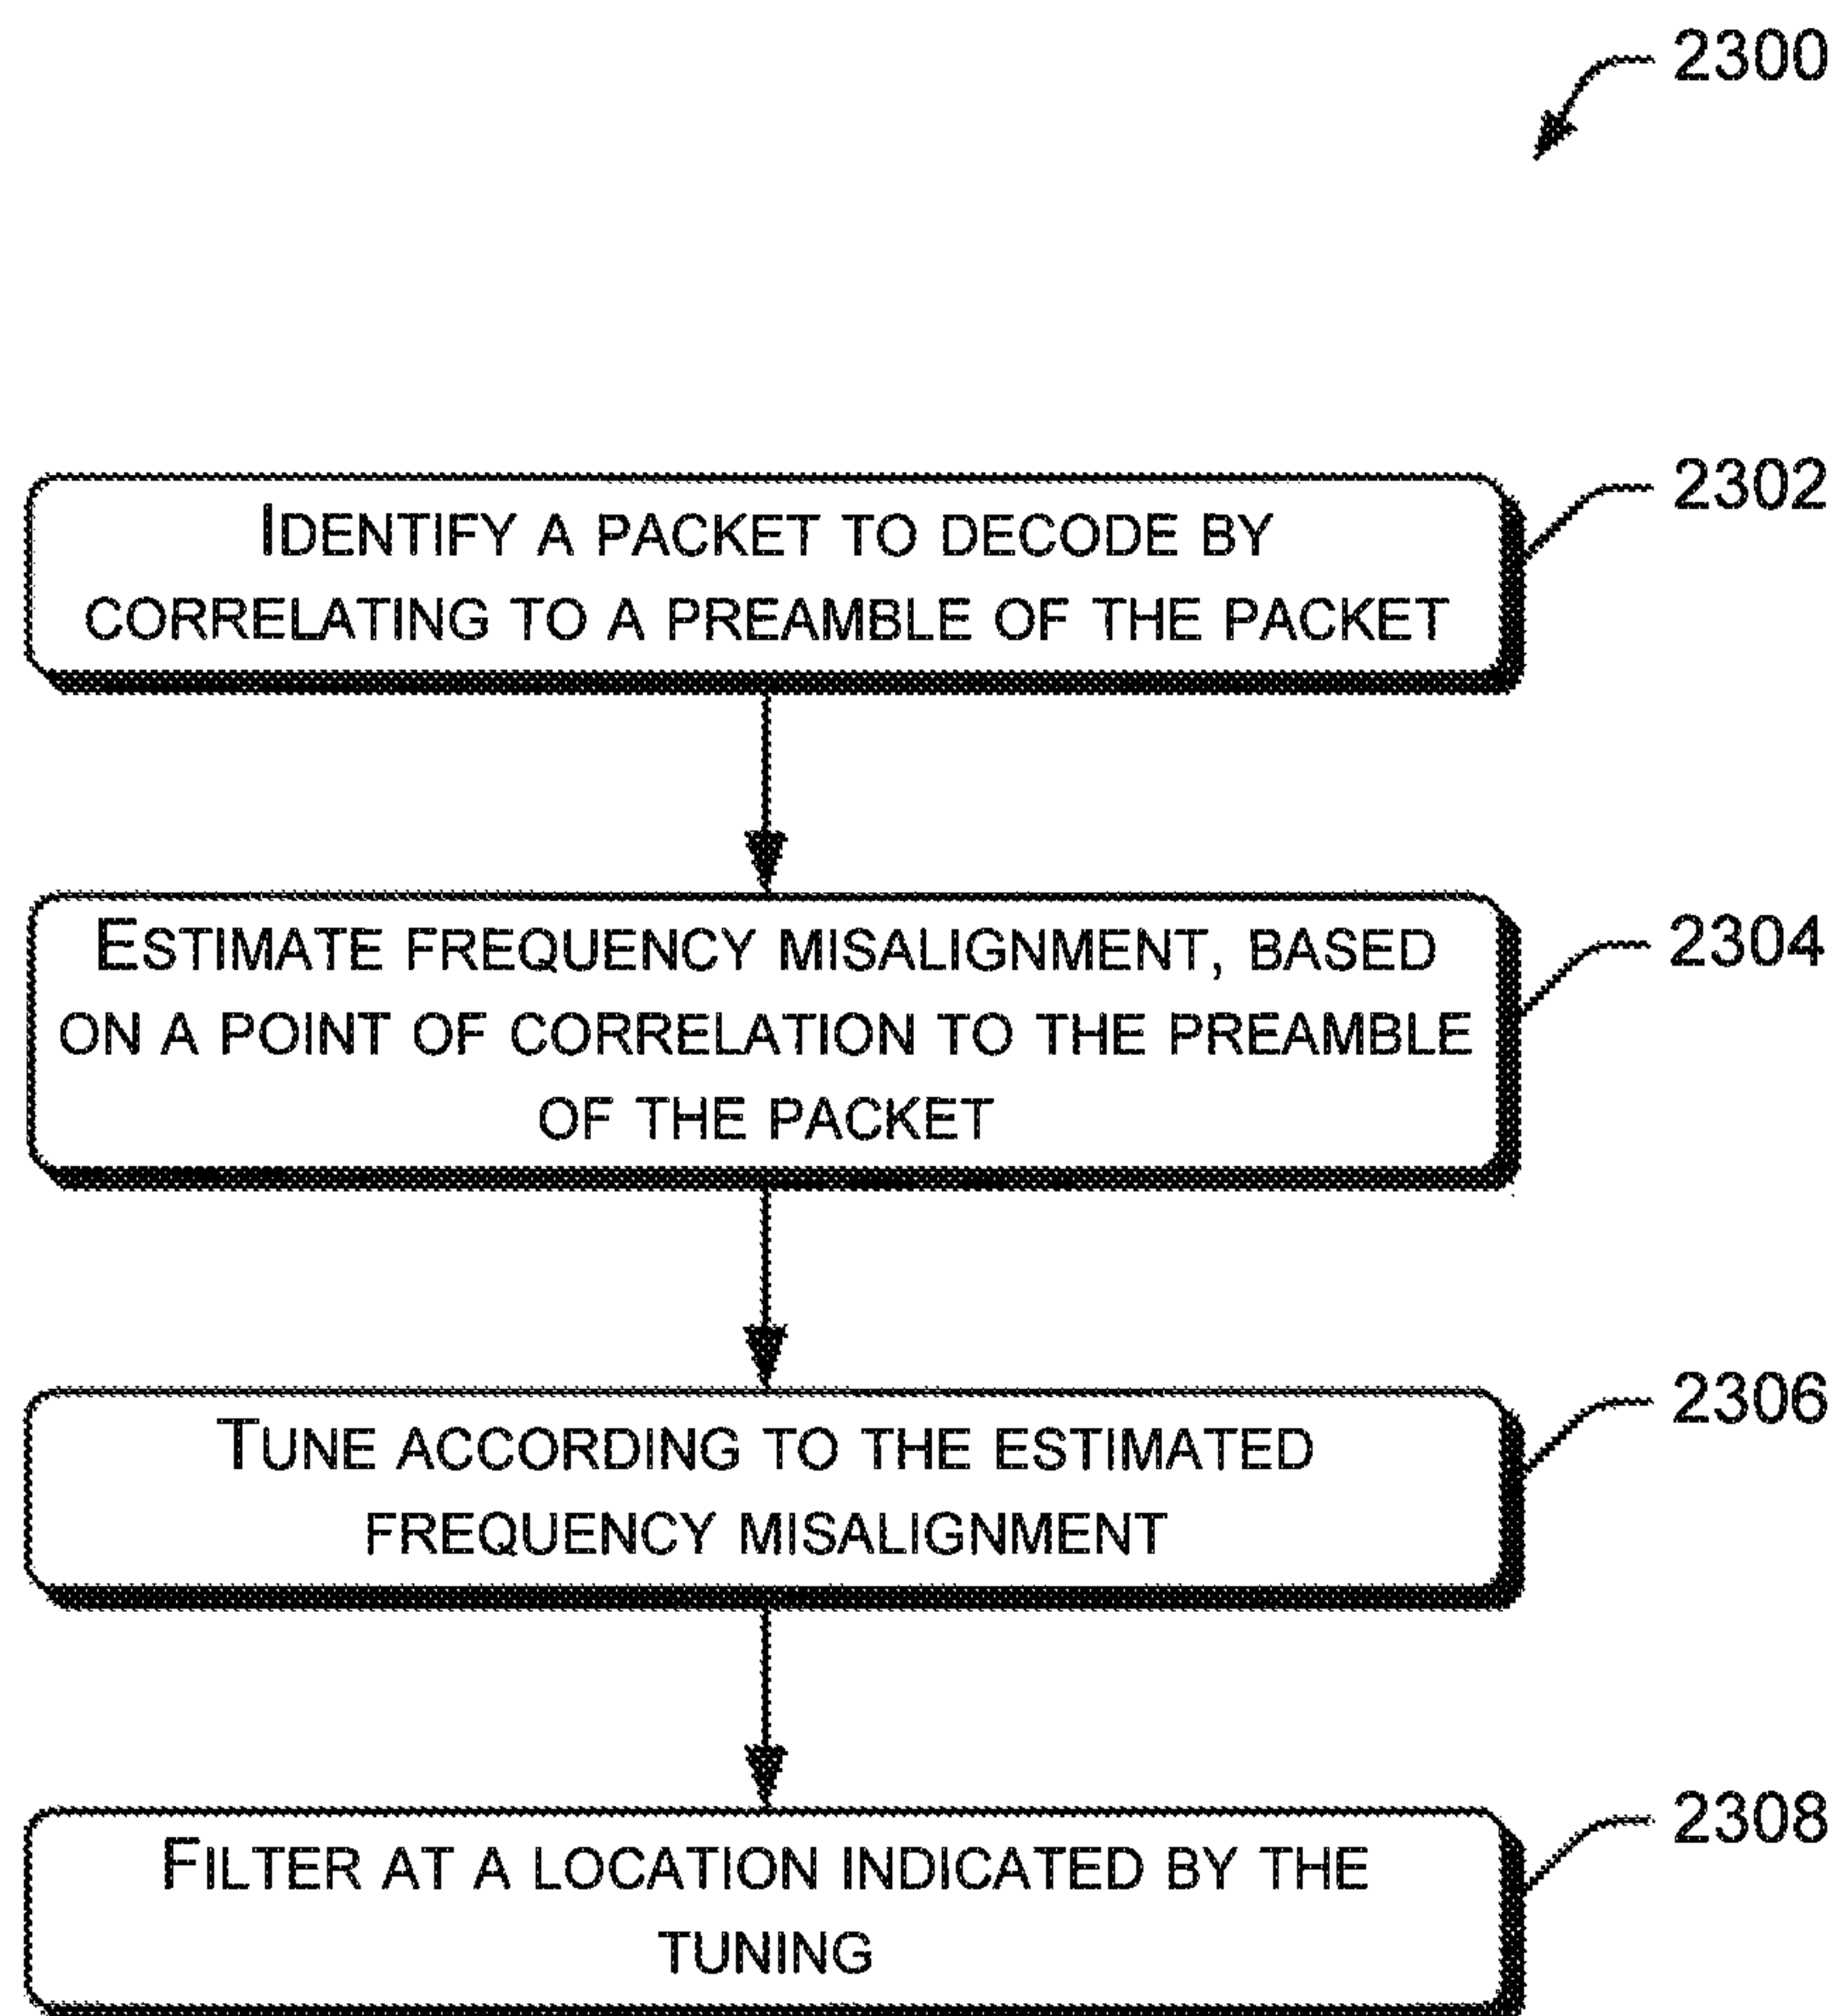 2300
2302
IDENTIFY A PACKET TO DECODE BY
CORRELATING TO A PREAMBLE OF THE PACKET
2304
ESTIMATE FREQUENCY MISALIGNMENT, BASED
ON A POINT OF CORRELATION TO THE PREAMBLE
OF THE PACKET
2306
TUNE ACCORDING TO THE ESTIMATED
FREQUENCY MISALIGNMENT
2308
FILTER AT A LOCATION INDICATED BY THE
TUNING